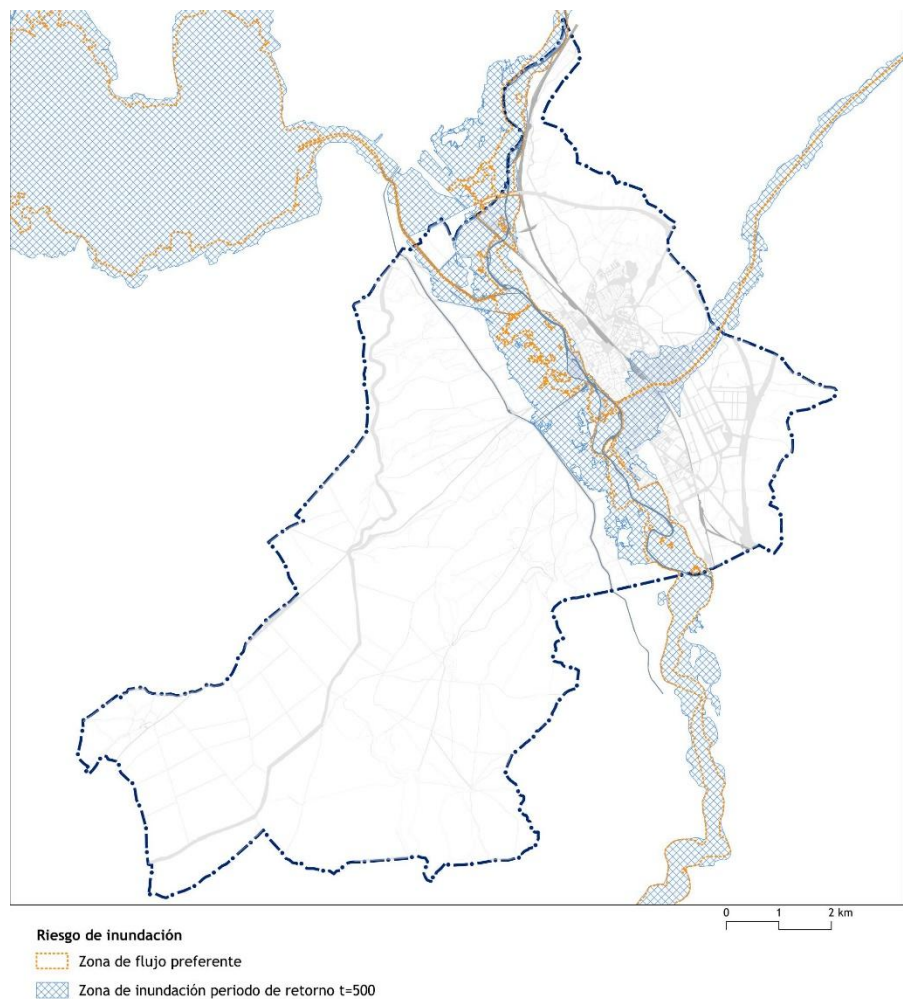 0 1 2 km
Riesgo de inundación
Zona de flujo preferente
Zona de inundación periodo de retorno t=500